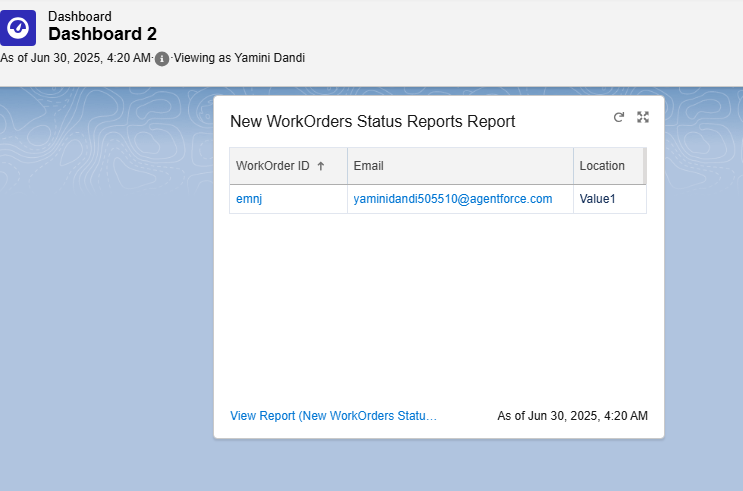 Dashboard
Dashboard 2
As of Jun 30, 2025, 4:20 AM·Viewing as Yamini Dandi
New WorkOrders Status Reports Report
WorkOrder ID ↑ Email Location
emnj yaminidandi505510@agentforce.com Value1
View Report (New WorkOrders Statu… As of Jun 30, 2025, 4:20 AM